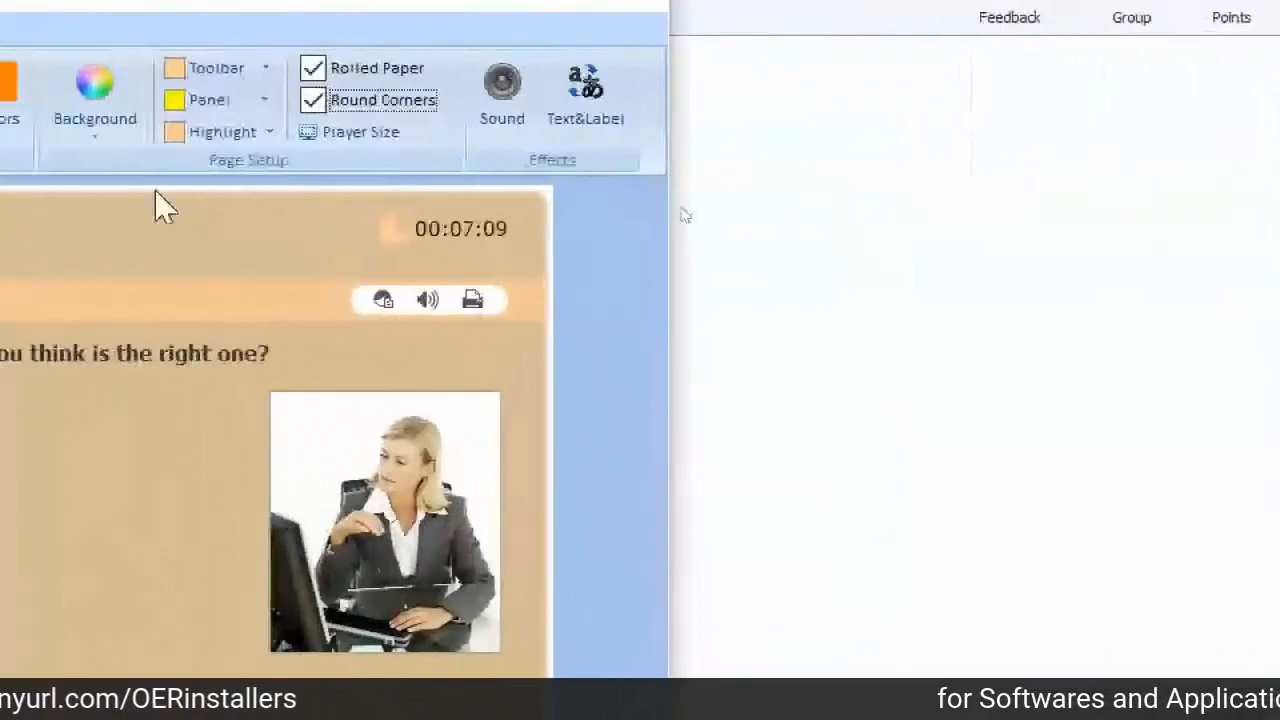 Feedback Group Points
Toolbar Rolled Paper
ors Background Panel Round Corners Sound Text&Label
Highlight Player Size
Page Setup Effects
00:07:09
ou think is the right one?
nyurl.com/OERinstallers for Softwares and Applicatio